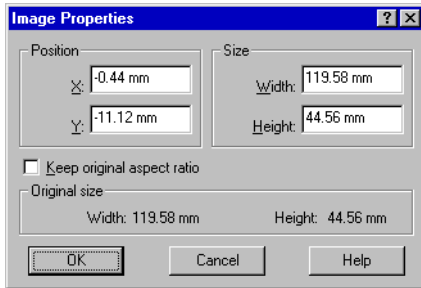 Image Properties
Position
X: -0.44 mm
Y: -11.12 mm
Size
Width: 119.58 mm
Height: 44.56 mm
Keep original aspect ratio
Original size
Width: 119.58 mm Height: 44.56 mm
OK Cancel Help